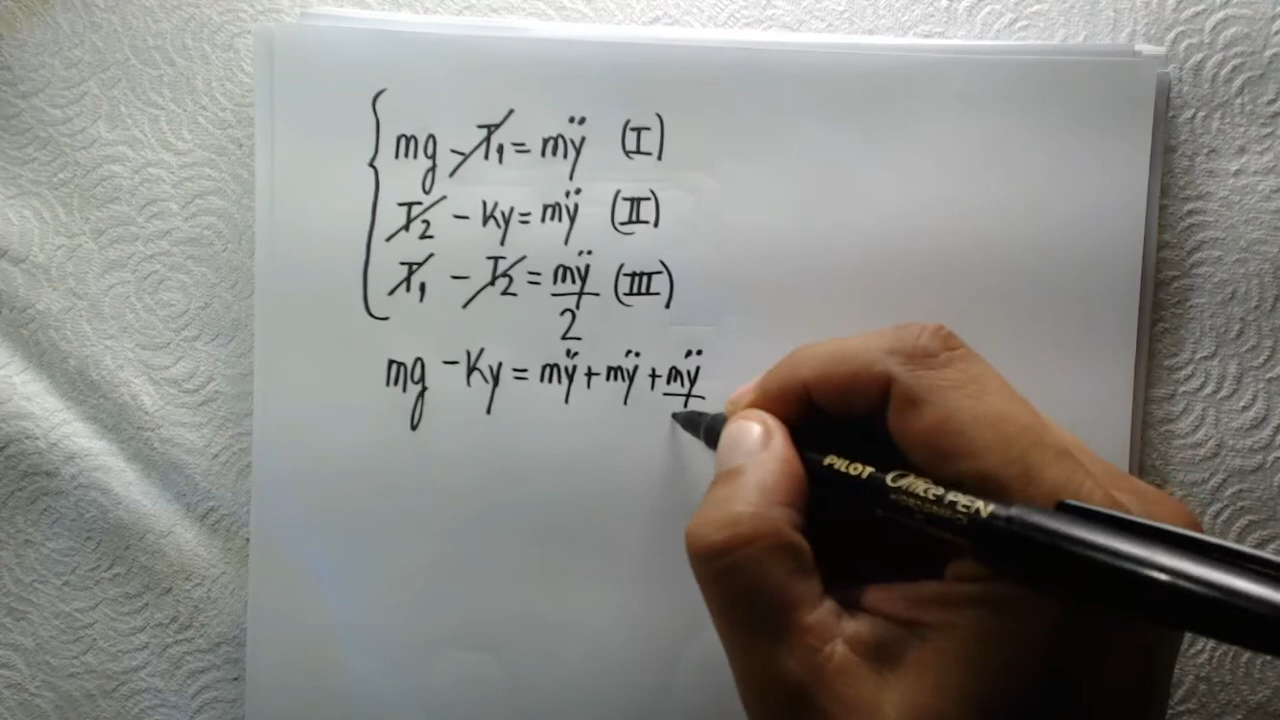 mg - T₁ = mÿ (I)
T₂ - Ky = mÿ (II)
T₁ - T₂ = mÿ/2 (III)
mg - Ky = mÿ + mÿ + mÿ
PILOT Office PEN